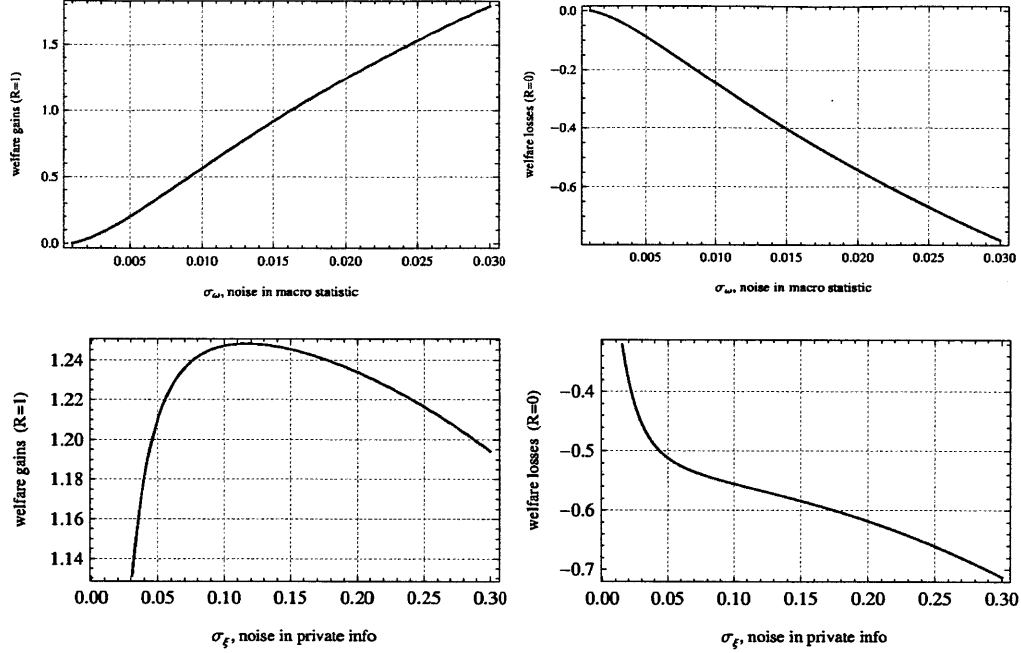 welfare gains (R=1)
1.5
1.0
0.5
0.0
0.005 0.010 0.015 0.020 0.025 0.030
σω, noise in macro statistic
welfare losses (R=0)
0.0
−0.2
−0.4
−0.6
0.005 0.010 0.015 0.020 0.025 0.030
σω, noise in macro statistic
welfare gains (R=1)
1.24
1.22
1.20
1.18
1.16
1.14
0.00 0.05 0.10 0.15 0.20 0.25 0.30
σξ, noise in private info
welfare losses (R=0)
−0.4
−0.5
−0.6
−0.7
0.00 0.05 0.10 0.15 0.20 0.25 0.30
σξ, noise in private info